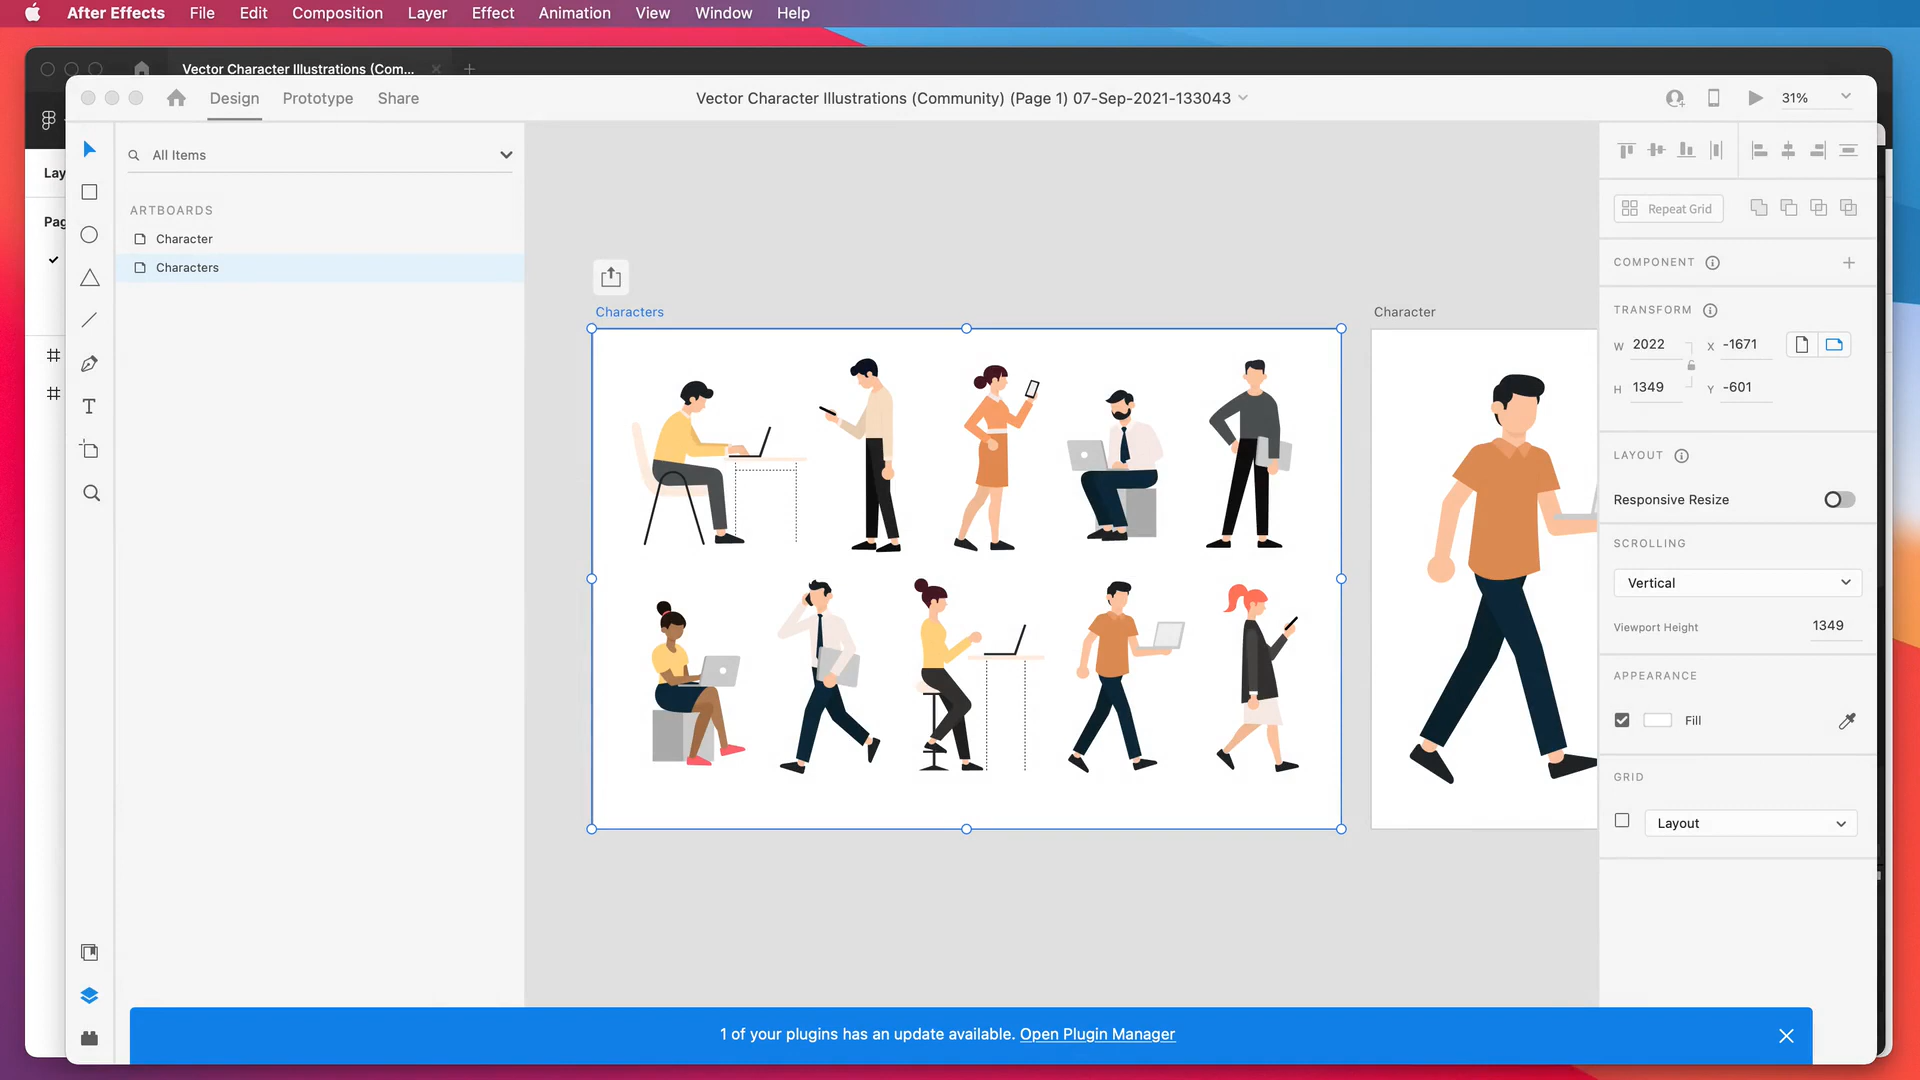 After Effects File Edit Composition Layer Effect Animation View Window Help
Vector Character Illustrations (Com...
Design Prototype Share
Vector Character Illustrations (Community) (Page 1) 07-Sep-2021-133043
31%
Lay
Pag
All Items
ARTBOARDS
Character
Characters
Characters
Character
Repeat Grid
COMPONENT
TRANSFORM
W 2022 X -1671
H 1349 Y -601
LAYOUT
Responsive Resize
SCROLLING
Vertical
Viewport Height 1349
APPEARANCE
Fill
GRID
Layout
1 of your plugins has an update available. Open Plugin Manager